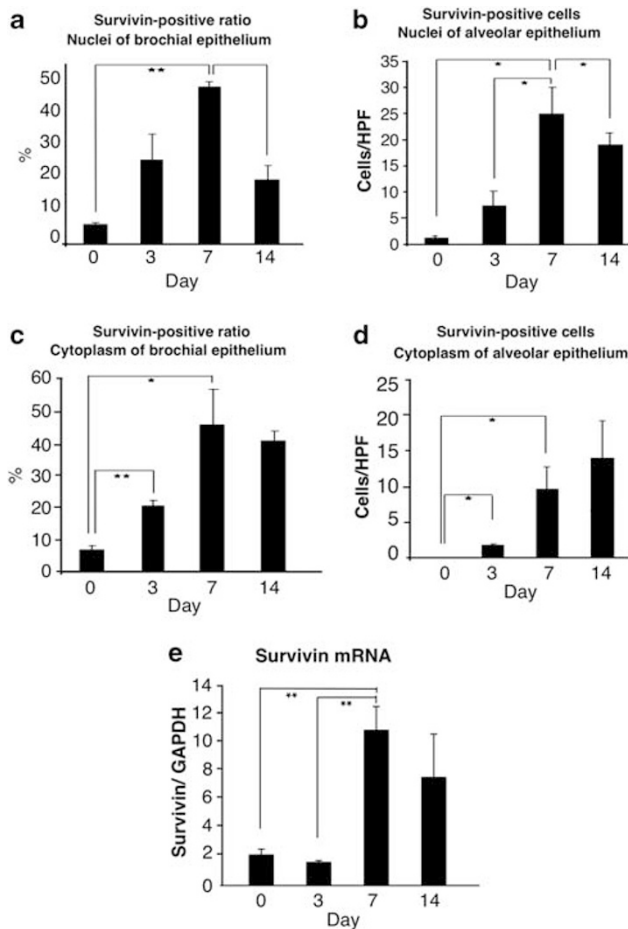 a
Survivin-positive ratio
Nuclei of brochial epithelium
50
40
30
20
10
0
%
**
0 3 7 14
Day
b
Survivin-positive cells
Nuclei of alveolar epithelium
35
30
25
20
15
10
5
0
Cells/HPF
* *
*
0 3 7 14
Day
c
Survivin-positive ratio
Cytoplasm of brochial epithelium
60
50
40
30
20
10
0
%
*
**
0 3 7 14
Day
d
Survivin-positive cells
Cytoplasm of alveolar epithelium
25
20
15
10
5
0
Cells/HPF
*
*
0 3 7 14
Day
e
Survivin mRNA
14
12
10
8
6
4
2
0
Survivin/ GAPDH
** **
0 3 7 14
Day